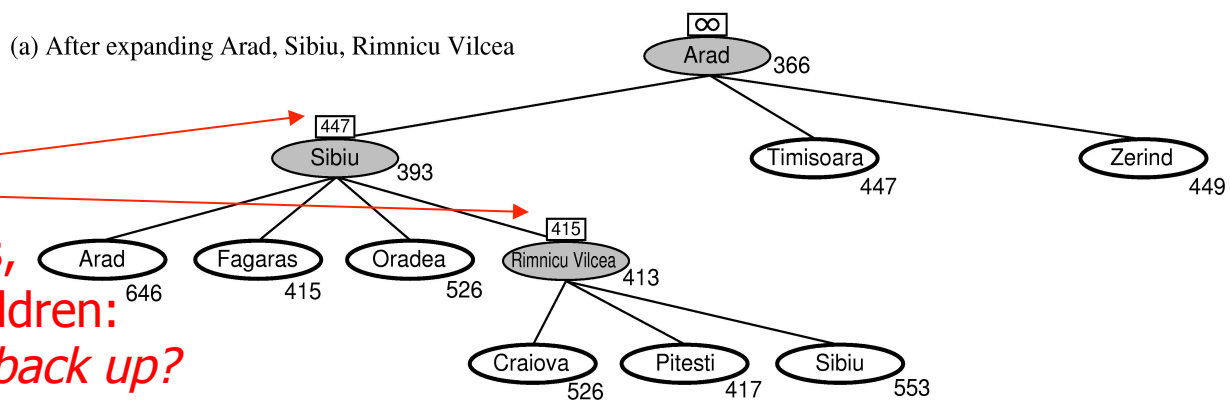 ∞
(a) After expanding Arad, Sibiu, Rimnicu Vilcea
Arad 366
447
Sibiu 393
Timisoara 447
Zerind 449
415
Arad 646
Fagaras 415
Oradea 526
Rimnicu Vilcea 413
ldren:
back up?
Craiova 526
Pitesti 417
Sibiu 553